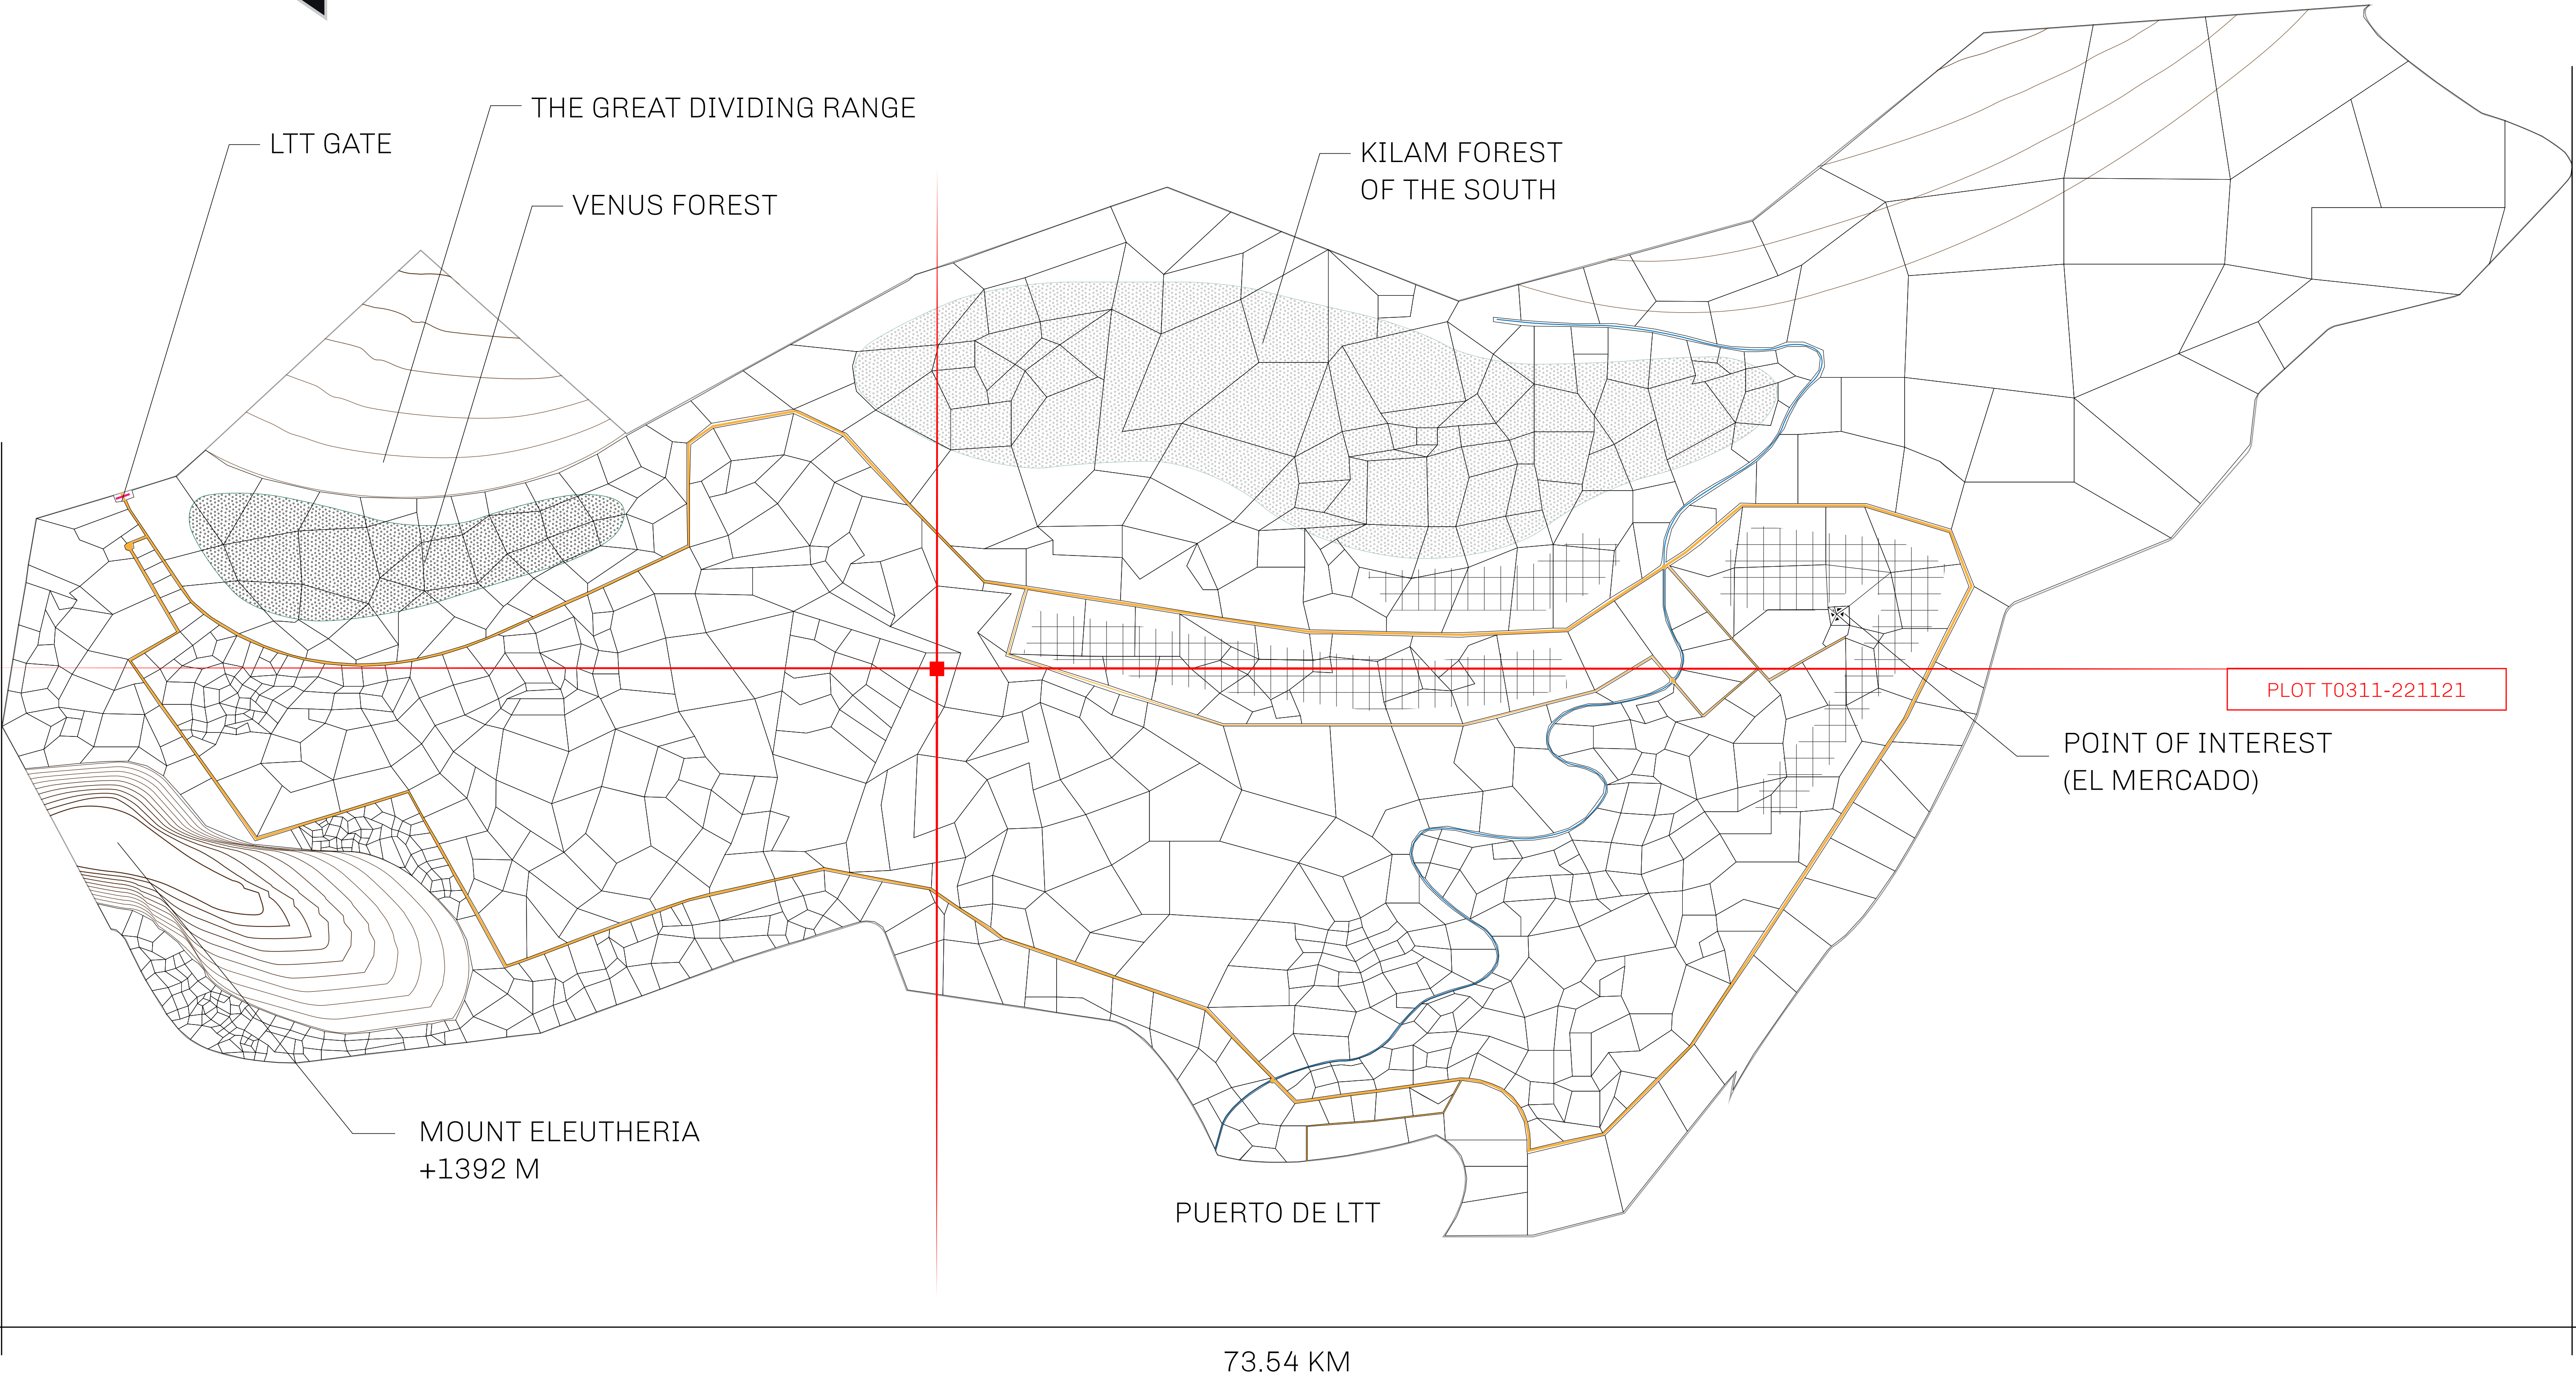 THE GREAT DIVIDING RANGE
LTT GATE
KILAM FOREST
OF THE SOUTH
VENUS FOREST
PLOT T0311-221121
POINT OF INTEREST
(EL MERCADO)
MOUNT ELEUTHERIA
+1392 M
PUERTO DE LTT
73.54 KM